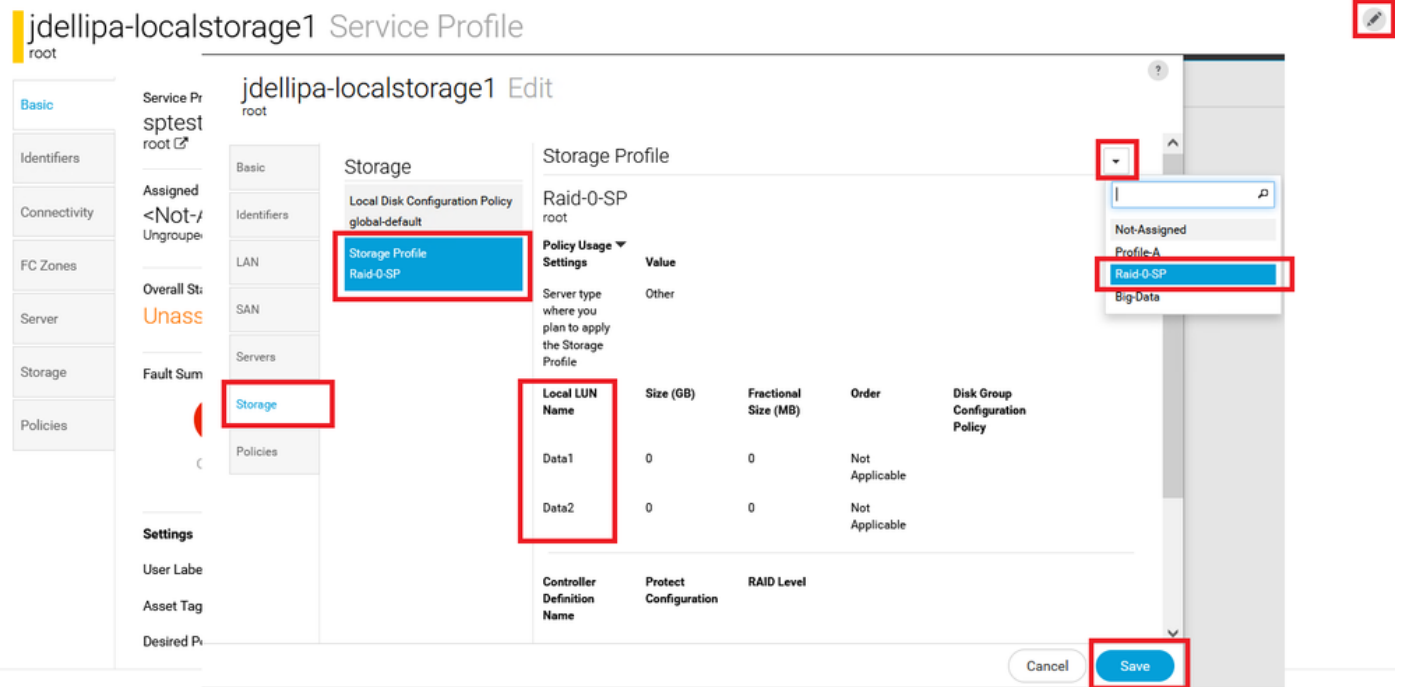 jdellipa-localstorage1 Service Profile
root
Basic
Identifiers
Connectivity
FC Zones
Server
Storage
Policies
Service Pr
sptest
root
Assigned
<Not-A
Ungroupe
Overall Sta
Unass
Fault Sum
Settings
User Labe
Asset Tag
Desired Po
jdellipa-localstorage1 Edit
root
?
Basic
Identifiers
LAN
SAN
Servers
Storage
Policies
Storage
Local Disk Configuration Policy
global-default
Storage Profile
Raid-0-SP
Storage Profile
Raid-0-SP
root
Policy Usage
Settings Value
Server type Other
where you
plan to apply
the Storage
Profile
Local LUN Size (GB) Fractional Order Disk Group
Name Size (MB) Configuration
Policy
Data1 0 0 Not
Applicable
Data2 0 0 Not
Applicable
Controller Protect RAID Level
Definition Configuration
Name
Not-Assigned
Profile-A
Raid-0-SP
Big-Data
Cancel Save